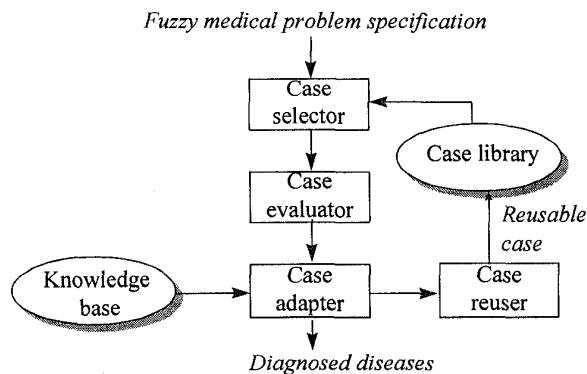 Fuzzy medical problem specification
Case
selector
Case library
Case
evaluator
Reusable
case
Knowledge
base
Case
adapter
Case
reuser
Diagnosed diseases